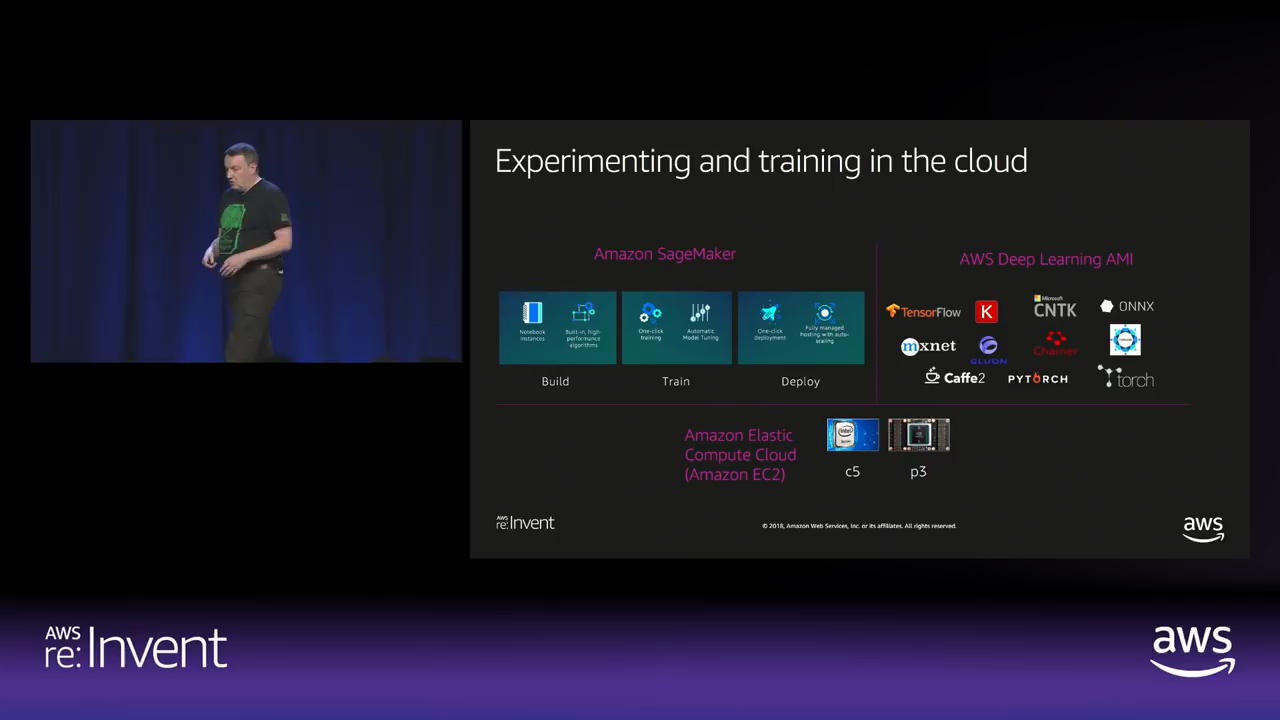 Experimenting and training in the cloud
Amazon SageMaker
AWS Deep Learning AMI
Notebook
instances
Built-in, high-
performance
algorithms
One-click
training
Automatic
Model Tuning
One-click
deployment
Fully managed
hosting with auto-
scaling
Build
Train
Deploy
TensorFlow
K
Microsoft
CNTK
ONNX
mxnet
GLUON
Chainer
Caffe2
PYTORCH
torch
Amazon Elastic
Compute Cloud
(Amazon EC2)
intel
c5
p3
AWS
re:Invent
© 2018, Amazon Web Services, Inc. or its affiliates. All rights reserved.
aws
AWS
re:Invent
aws